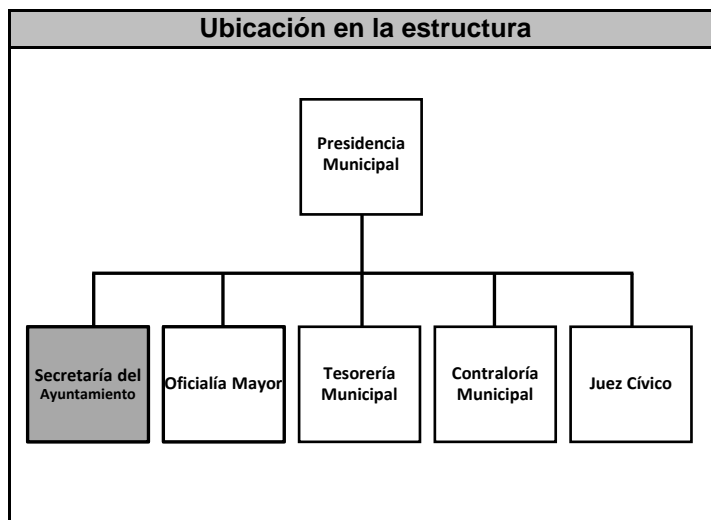 Ubicación en la estructura
Presidencia
Municipal
Secretaría del
Ayuntamiento
Oficialía Mayor
Tesorería
Municipal
Contraloría
Municipal
Juez Cívico